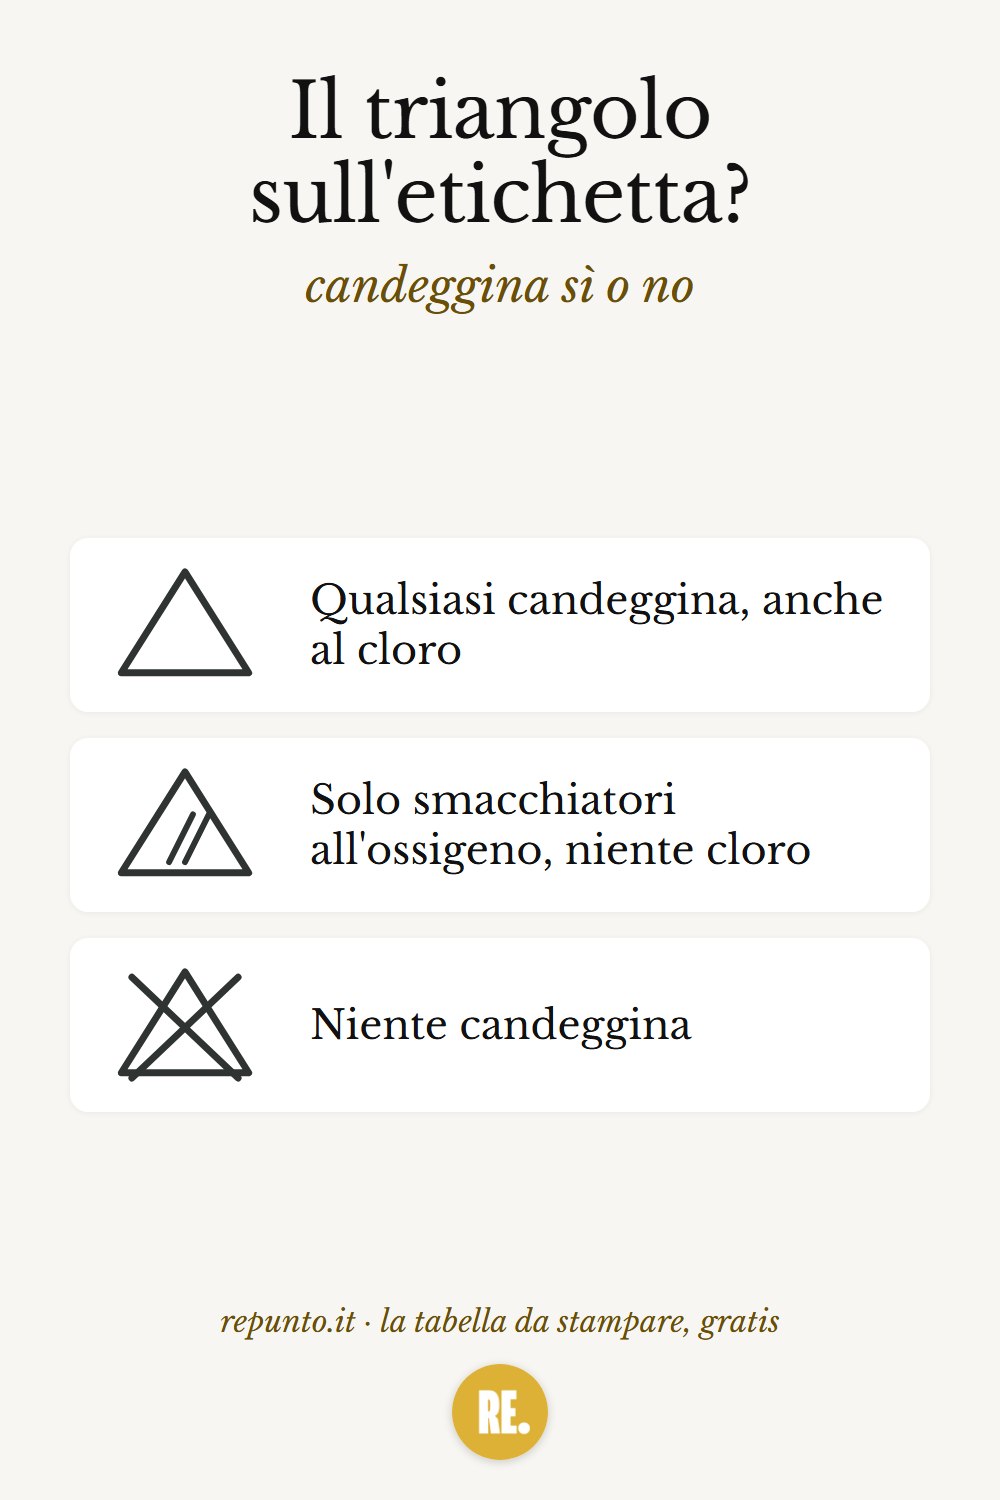 Il triangolo
sull'etichetta?
candeggina sì o no
Qualsiasi candeggina, anche
al cloro
Solo smacchiatori
all'ossigeno, niente cloro
Niente candeggina
repunto.it · la tabella da stampare, gratis
RE.